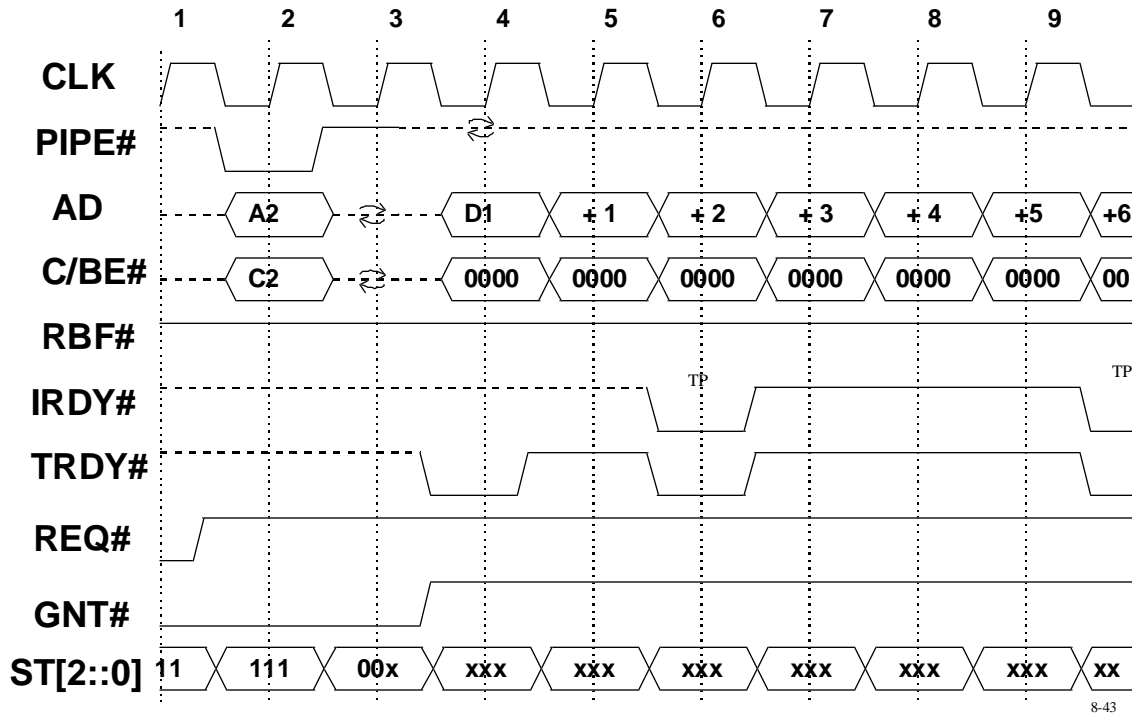 1 2 3 4 5 6 7 8 9
CLK
PIPE#
AD A2 D1 + 1 + 2 + 3 + 4 +5 +6
C/BE# C2 0000 0000 0000 0000 0000 0000 00
RBF#
TP TP
IRDY#
TRDY#
REQ#
GNT#
ST[2::0] 11 111 00x xxx xxx xxx xxx xxx xxx xx
8-43